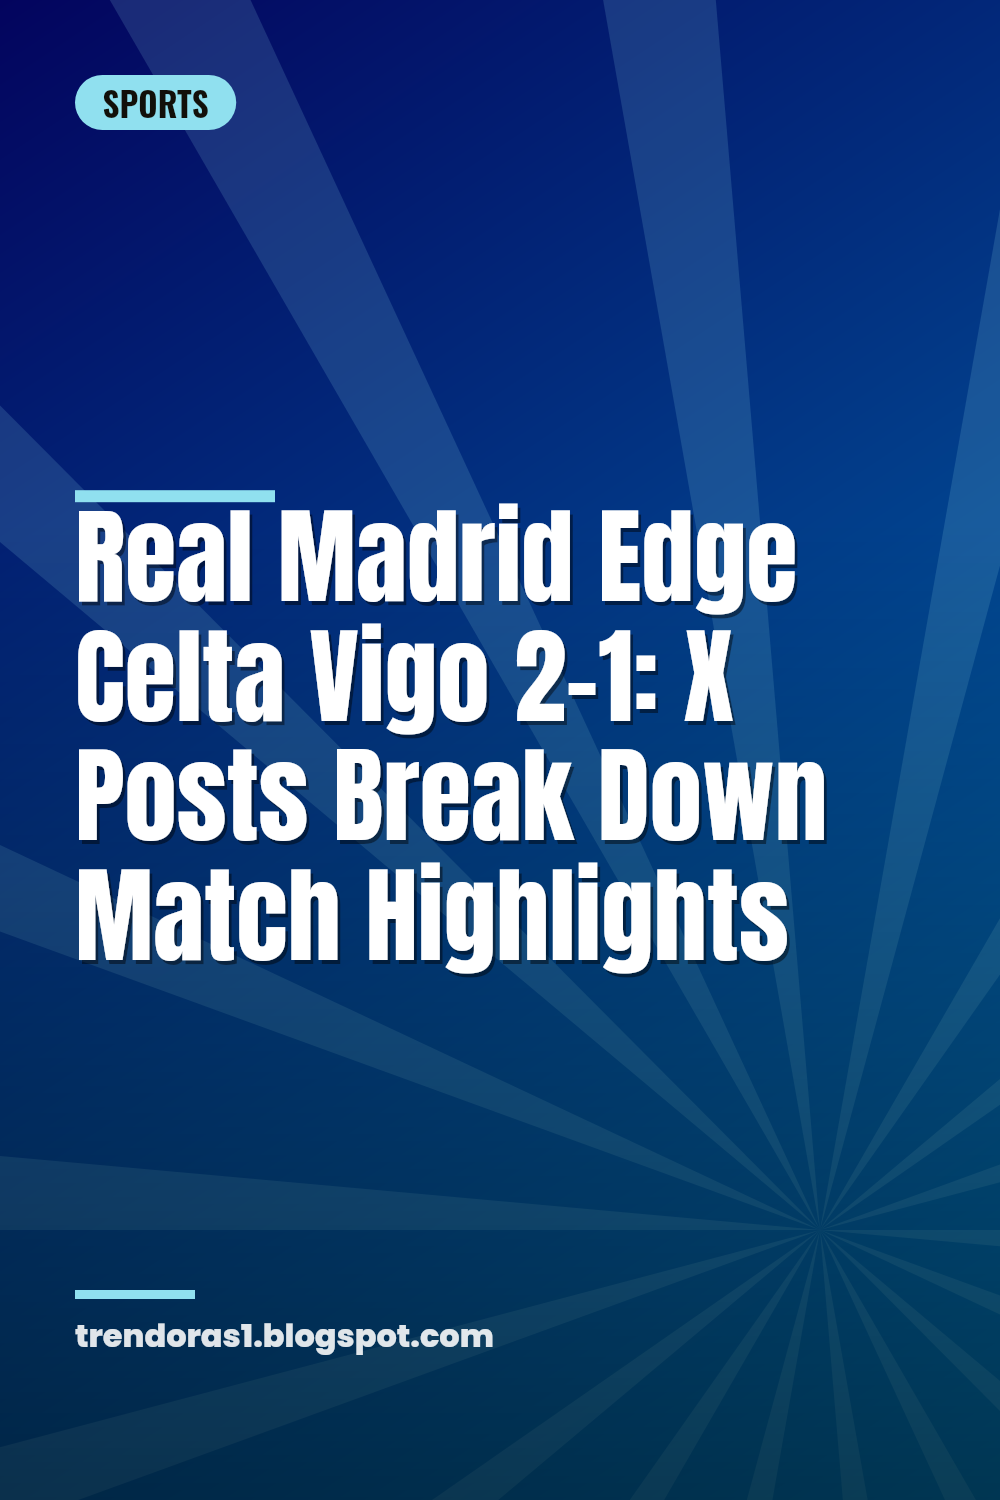 SPORTS
Real Madrid Edge
Celta Vigo 2-1: X
Posts Break Down
Match Highlights
trendoras1.blogspot.com